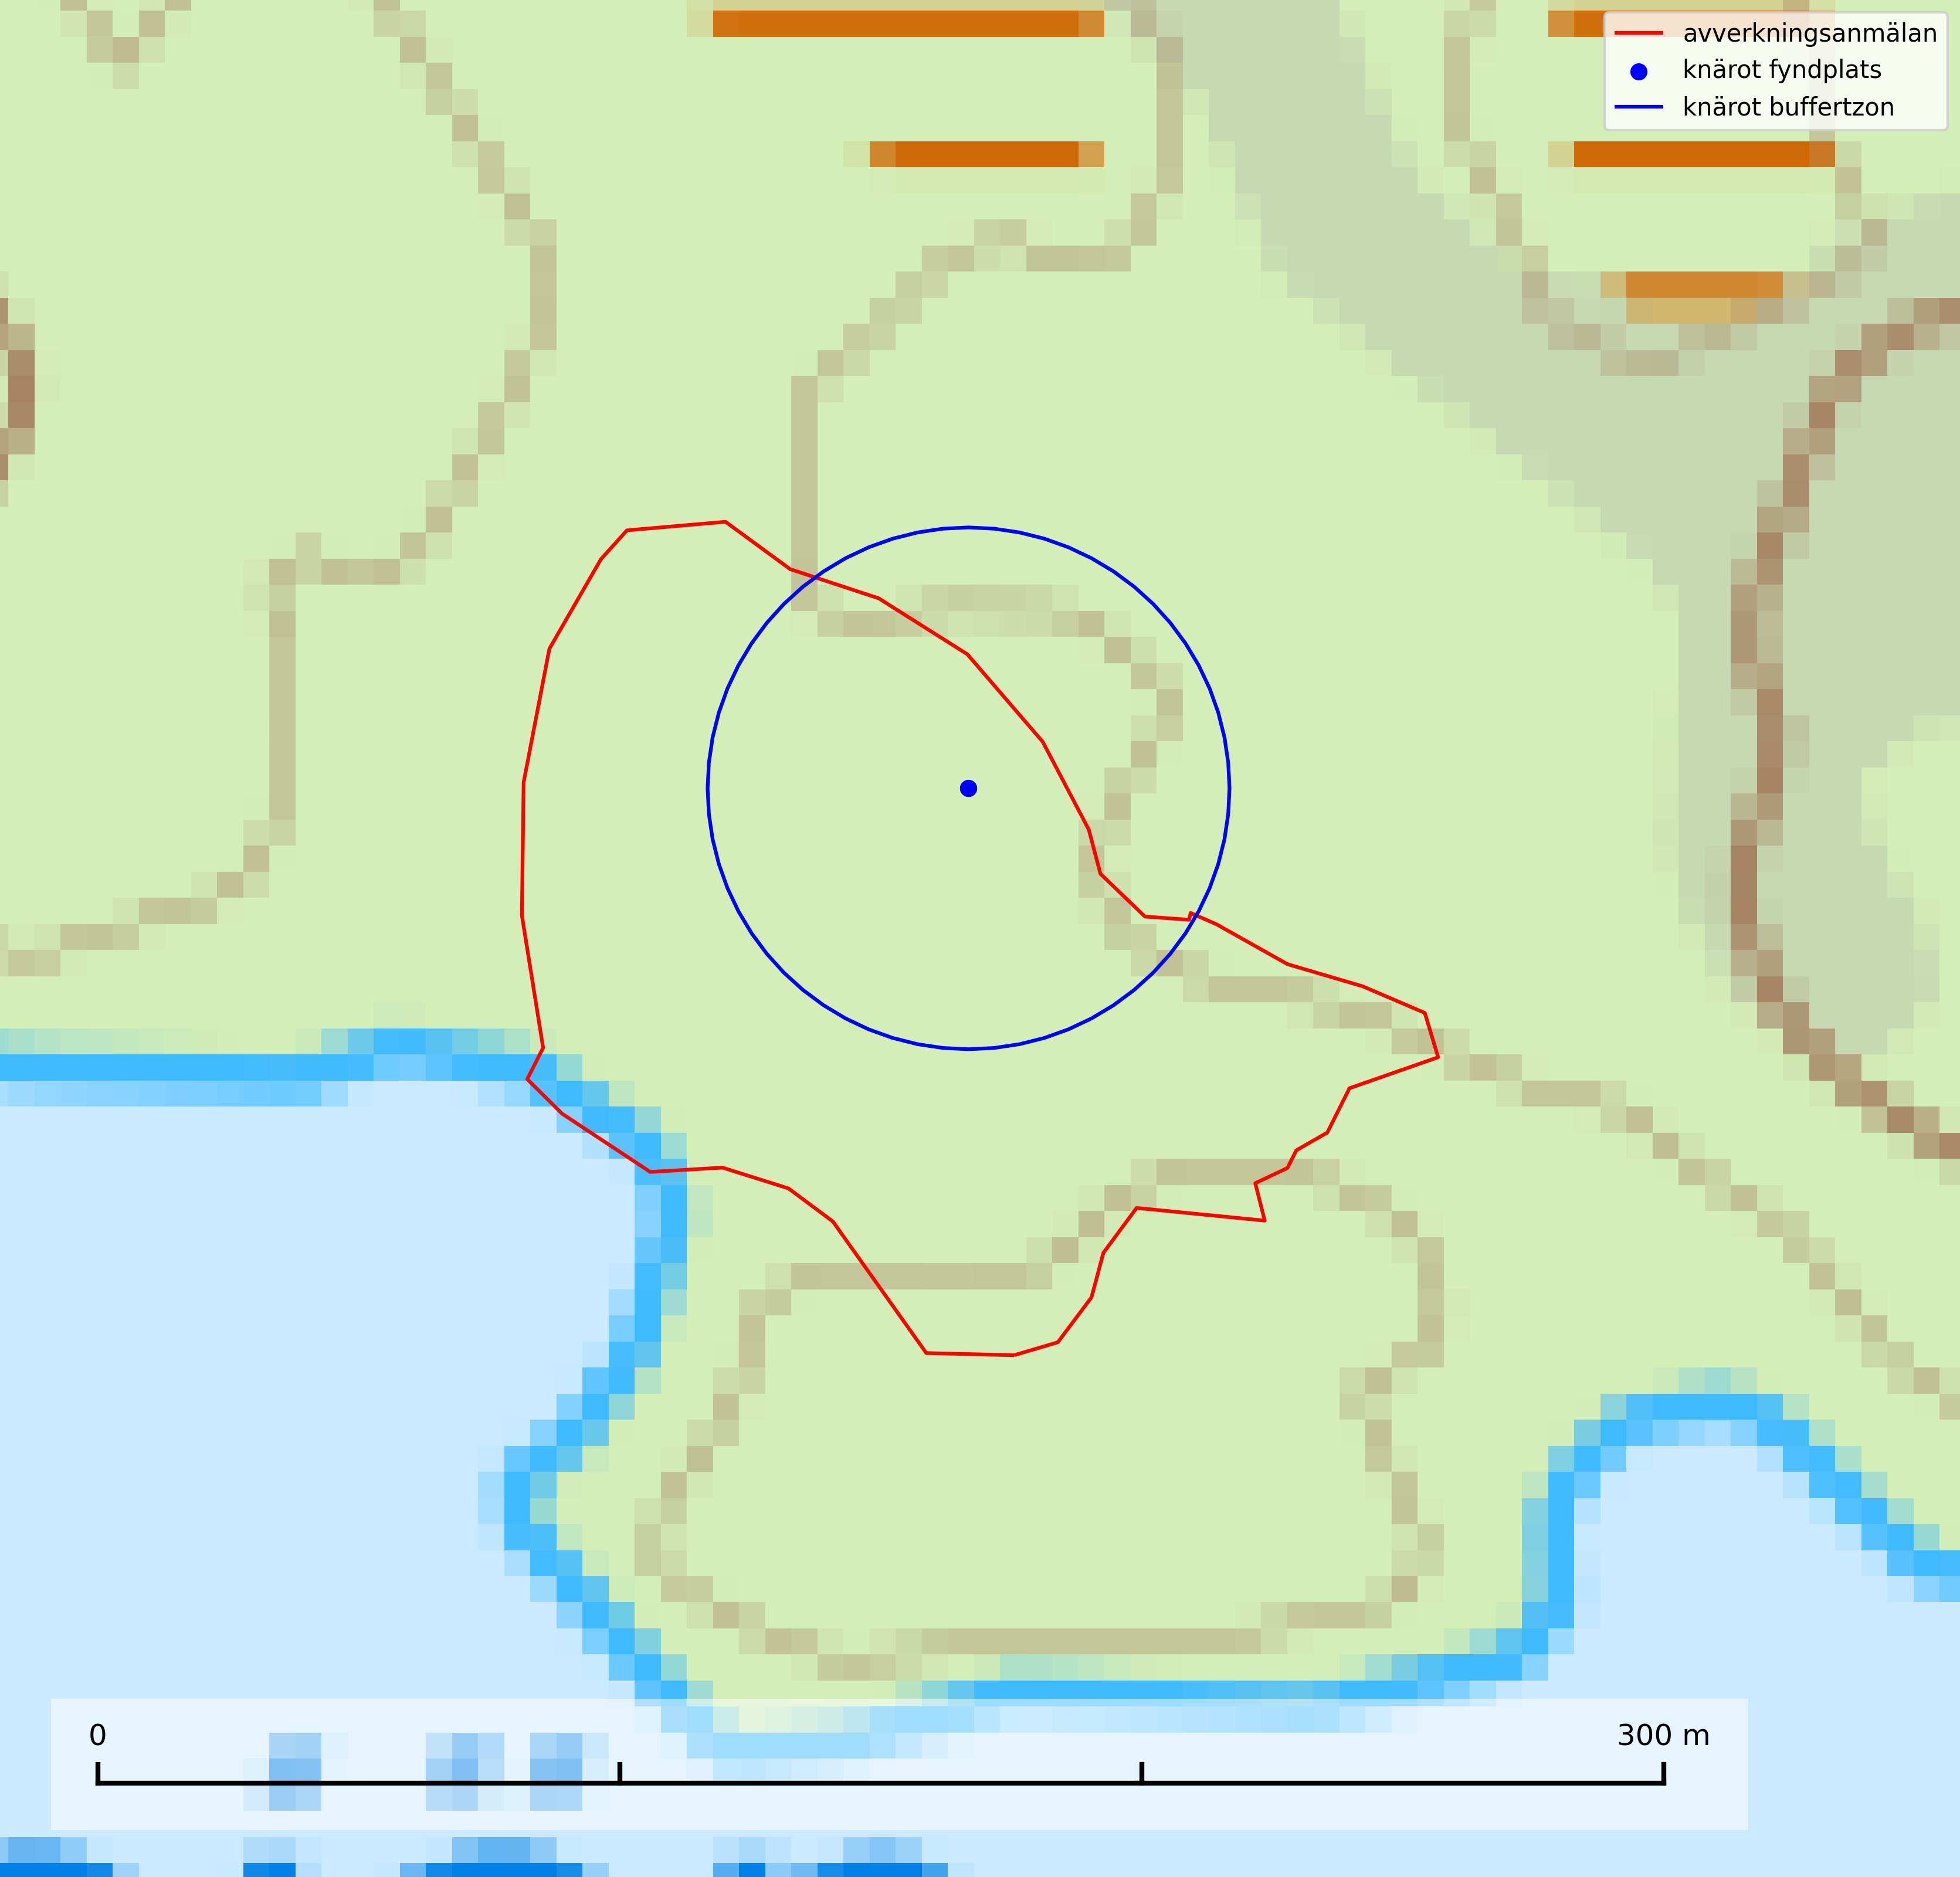 avverkningsanmälan
knärot fyndplats
knärot buffertzon
0
300 m